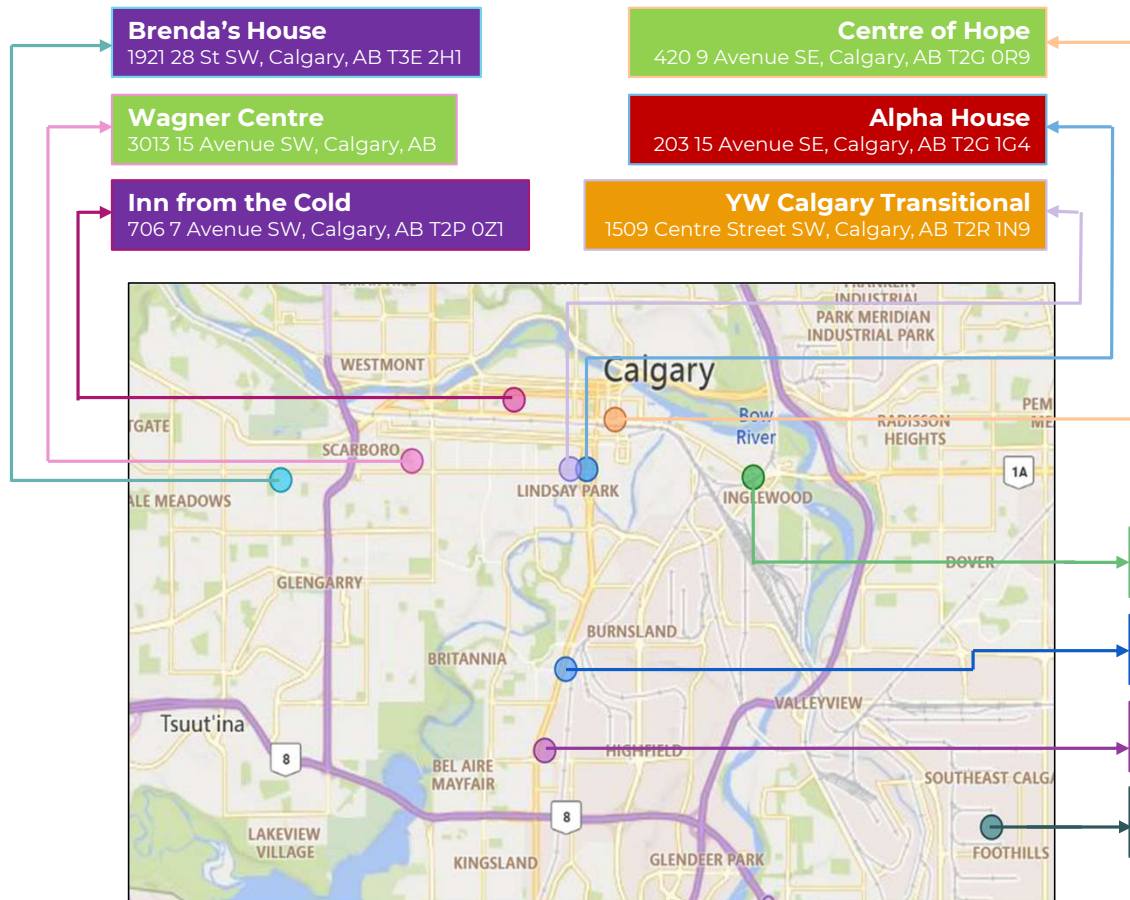 Brenda's House
1921 28 St SW, Calgary, AB T3E 2H1
Centre of Hope
420 9 Avenue SE, Calgary, AB T2G 0R9
Wagner Centre
3013 15 Avenue SW, Calgary, AB
Alpha House
203 15 Avenue SE, Calgary, AB T2G 1G4
Inn from the Cold
706 7 Avenue SW, Calgary, AB T2P 0Z1
YW Calgary Transitional
1509 Centre Street SW, Calgary, AB T2R 1N9
INDUSTRIAL
PARK MERIDIAN
INDUSTRIAL PARK
WESTMONT
Calgary
Bow
River
RADISSON
HEIGHTS
PEM
ME
TGATE
SCARBORO
1A
ALE MEADOWS
LINDSAY PARK
INGLEWOOD
GLENGARRY
DOVER
BURNSLAND
BRITANNIA
VALLEYVIEW
Tsuut'ina
8
HIGHFIELD
BEL AIRE
MAYFAIR
SOUTHEAST CALGA
8
LAKEVIEW
VILLAGE
KINGSLAND
GLENDEER PARK
FOOTHILLS